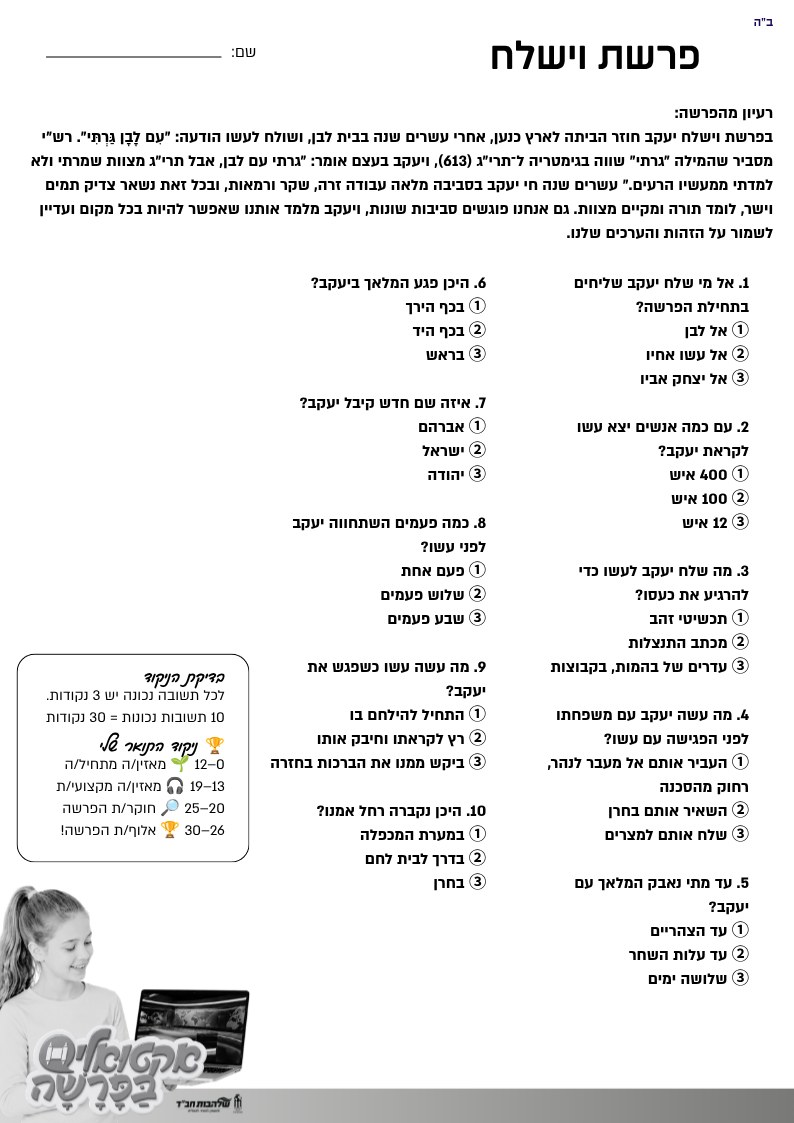 ב"ה
פרשת וישלח
שם:
רעיון מהפרשה:
בפרשת וישלח יעקב חוזר הביתה לארץ כנען, אחרי עשרים שנה בבית לבן, ושולח לעשו הודעה: "עִם לָבָן גַּרְתִּי". רש"י
מסביר שהמילה "גרתי" שווה בגימטריה ל־תרי"ג (613), ויעקב בעצם אומר: "גרתי עם לבן, אבל תרי"ג מצוות שמרתי ולא
למדתי ממעשיו הרעים." עשרים שנה חי יעקב בסביבה מלאה עבודה זרה, שקר ורמאות, ובכל זאת נשאר צדיק תמים
וישר, לומד תורה ומקיים מצוות. גם אנחנו פוגשים סביבות שונות, ויעקב מלמד אותנו שאפשר להיות בכל מקום ועדיין
לשמור על הזהות והערכים שלנו.
1. אל מי שלח יעקב שליחים
בתחילת הפרשה?
① אל לבן
② אל עשו אחיו
③ אל יצחק אביו
2. עם כמה אנשים יצא עשו
לקראת יעקב?
① 400 איש
② 100 איש
③ 12 איש
3. מה שלח יעקב לעשו כדי
להרגיע את כעסו?
① תכשיטי זהב
② מכתב התנצלות
③ עדרים של בהמות, בקבוצות
4. מה עשה יעקב עם משפחתו
לפני הפגישה עם עשו?
① העביר אותם אל מעבר לנהר,
רחוק מהסכנה
② השאיר אותם בחרן
③ שלח אותם למצרים
5. עד מתי נאבק המלאך עם
יעקב?
① עד הצהריים
② עד עלות השחר
③ שלושה ימים
6. היכן פגע המלאך ביעקב?
① בכף הירך
② בכף היד
③ בראש
7. איזה שם חדש קיבל יעקב?
① אברהם
② ישראל
③ יהודה
8. כמה פעמים השתחווה יעקב
לפני עשו?
① פעם אחת
② שלוש פעמים
③ שבע פעמים
9. מה עשה עשו כשפגש את
יעקב?
① התחיל להילחם בו
② רץ לקראתו וחיבק אותו
③ ביקש ממנו את הברכות בחזרה
10. היכן נקברה רחל אמנו?
① במערת המכפלה
② בדרך לבית לחם
③ בחרן
בדיקת הניקוד
לכל תשובה נכונה יש 3 נקודות.
10 תשובות נכונות = 30 נקודות
🏆 ניקוד התואר שלי
0–12 🌱 מאזין/ה מתחיל/ה
13–19 🎧 מאזין/ה מקצועי/ת
20–25 🔎 חוקר/ת הפרשה
26–30 🏆 אלוף/ת הפרשה!
אקטואלי
בַּפָּרָשָׁה
שלהבות חב"ד